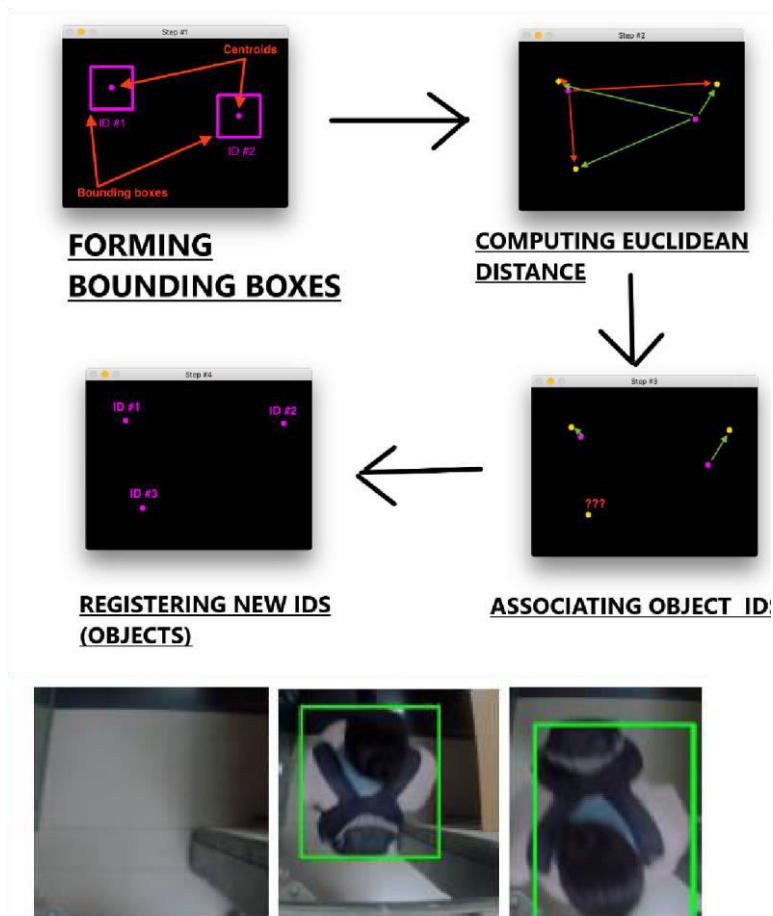 Step #1
Centroids
ID #1
ID #2
Bounding boxes
FORMING
BOUNDING BOXES
Step #2
COMPUTING EUCLIDEAN
DISTANCE
Step #4
ID #1
ID #2
ID #3
REGISTERING NEW IDS
(OBJECTS)
Step #3
???
ASSOCIATING OBJECT IDS